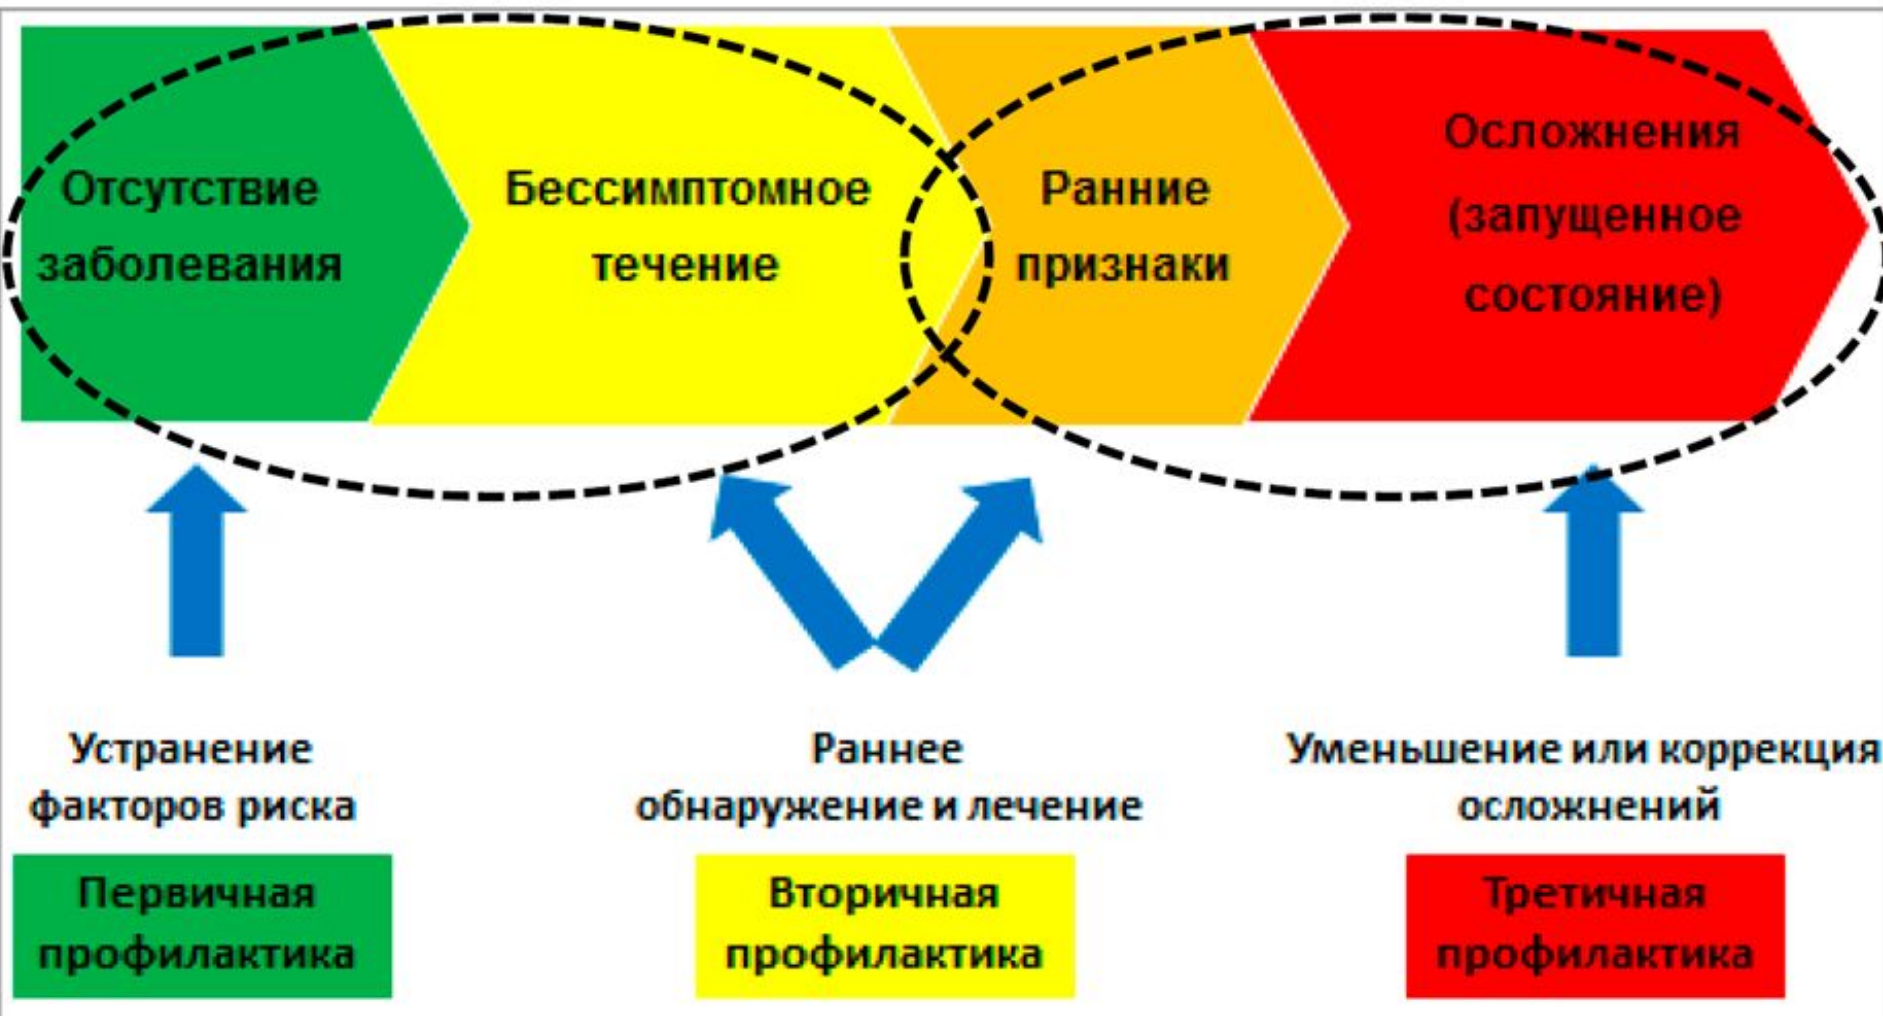 Отсутствие
заболевания
Бессимптомное
течение
Ранние
признаки
Осложнения
(запущенное
состояние)
Устранение
факторов риска
Раннее
обнаружение и лечение
Уменьшение или коррекция
осложнений
Первичная
профилактика
Вторичная
профилактика
Третичная
профилактика